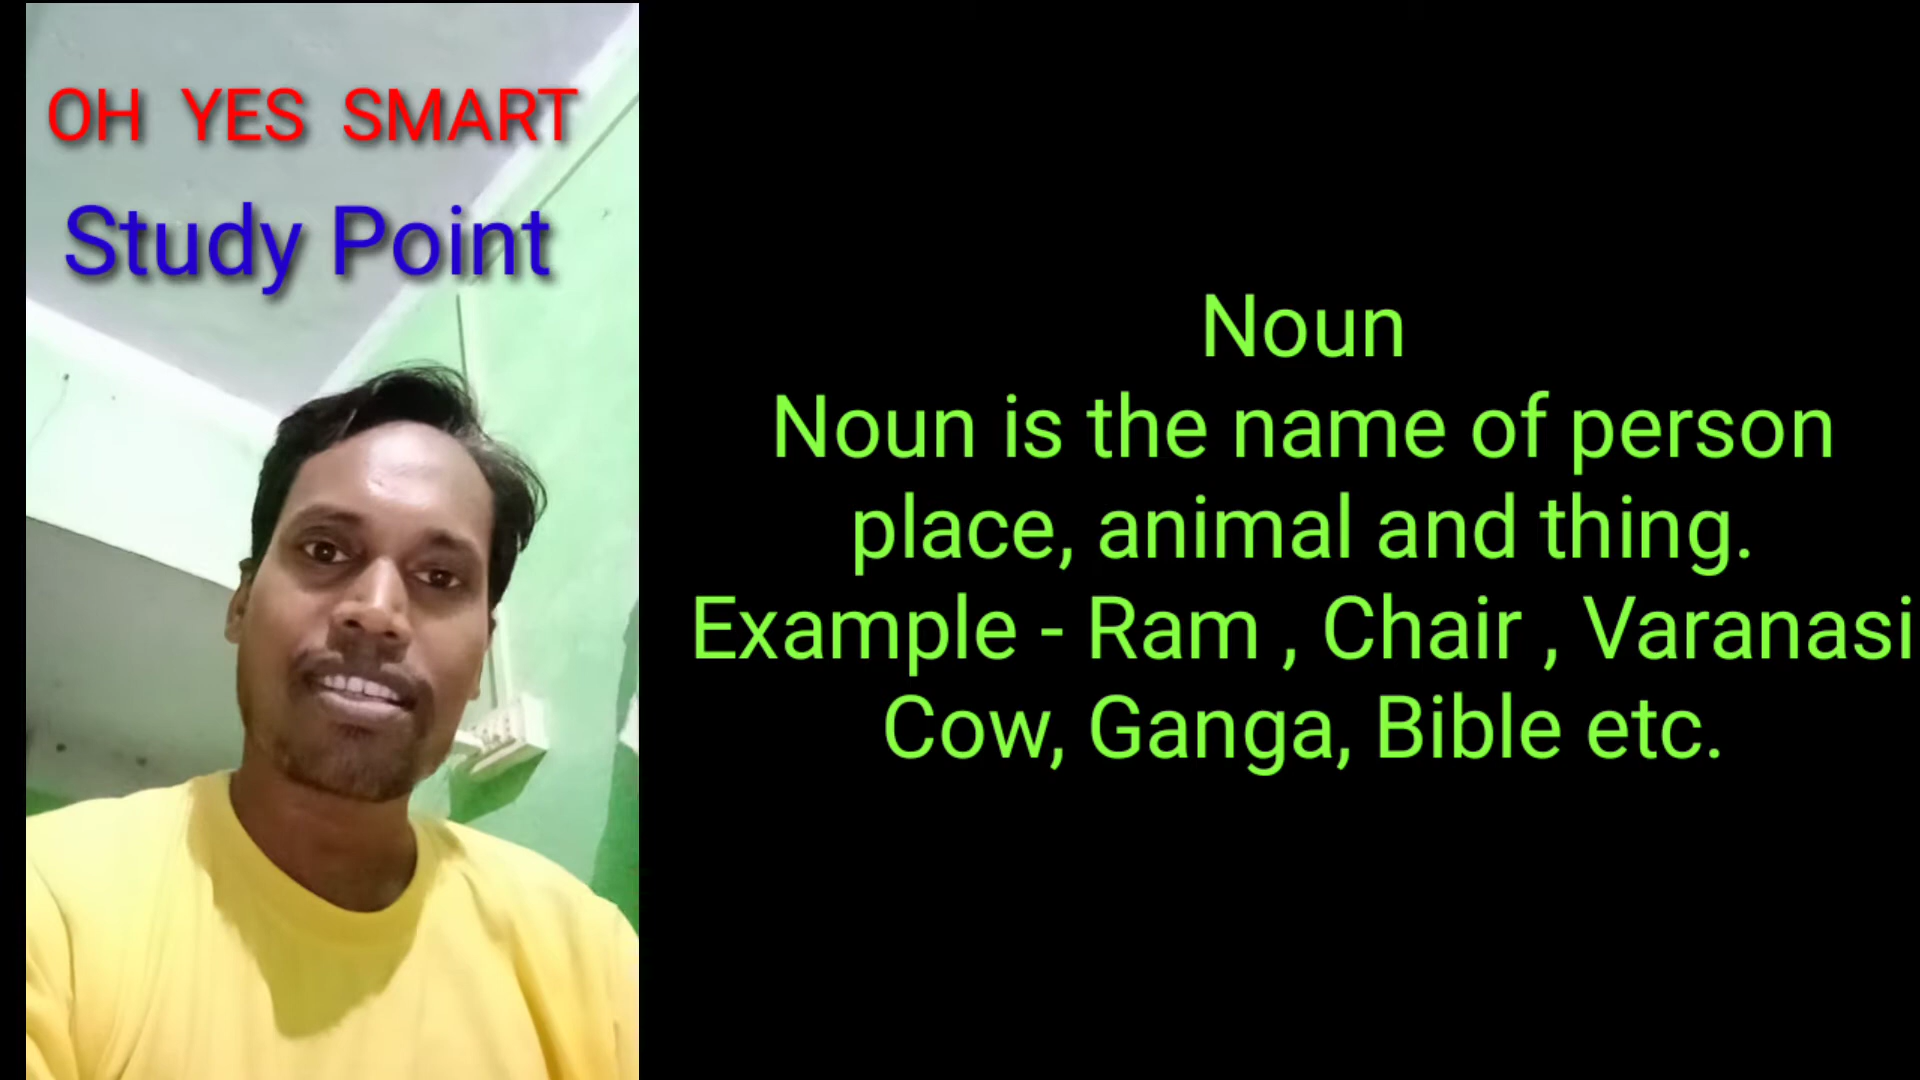 OH YES SMART
Study Point
Noun
Noun is the name of person
place, animal and thing.
Example - Ram , Chair , Varanasi
Cow, Ganga, Bible etc.